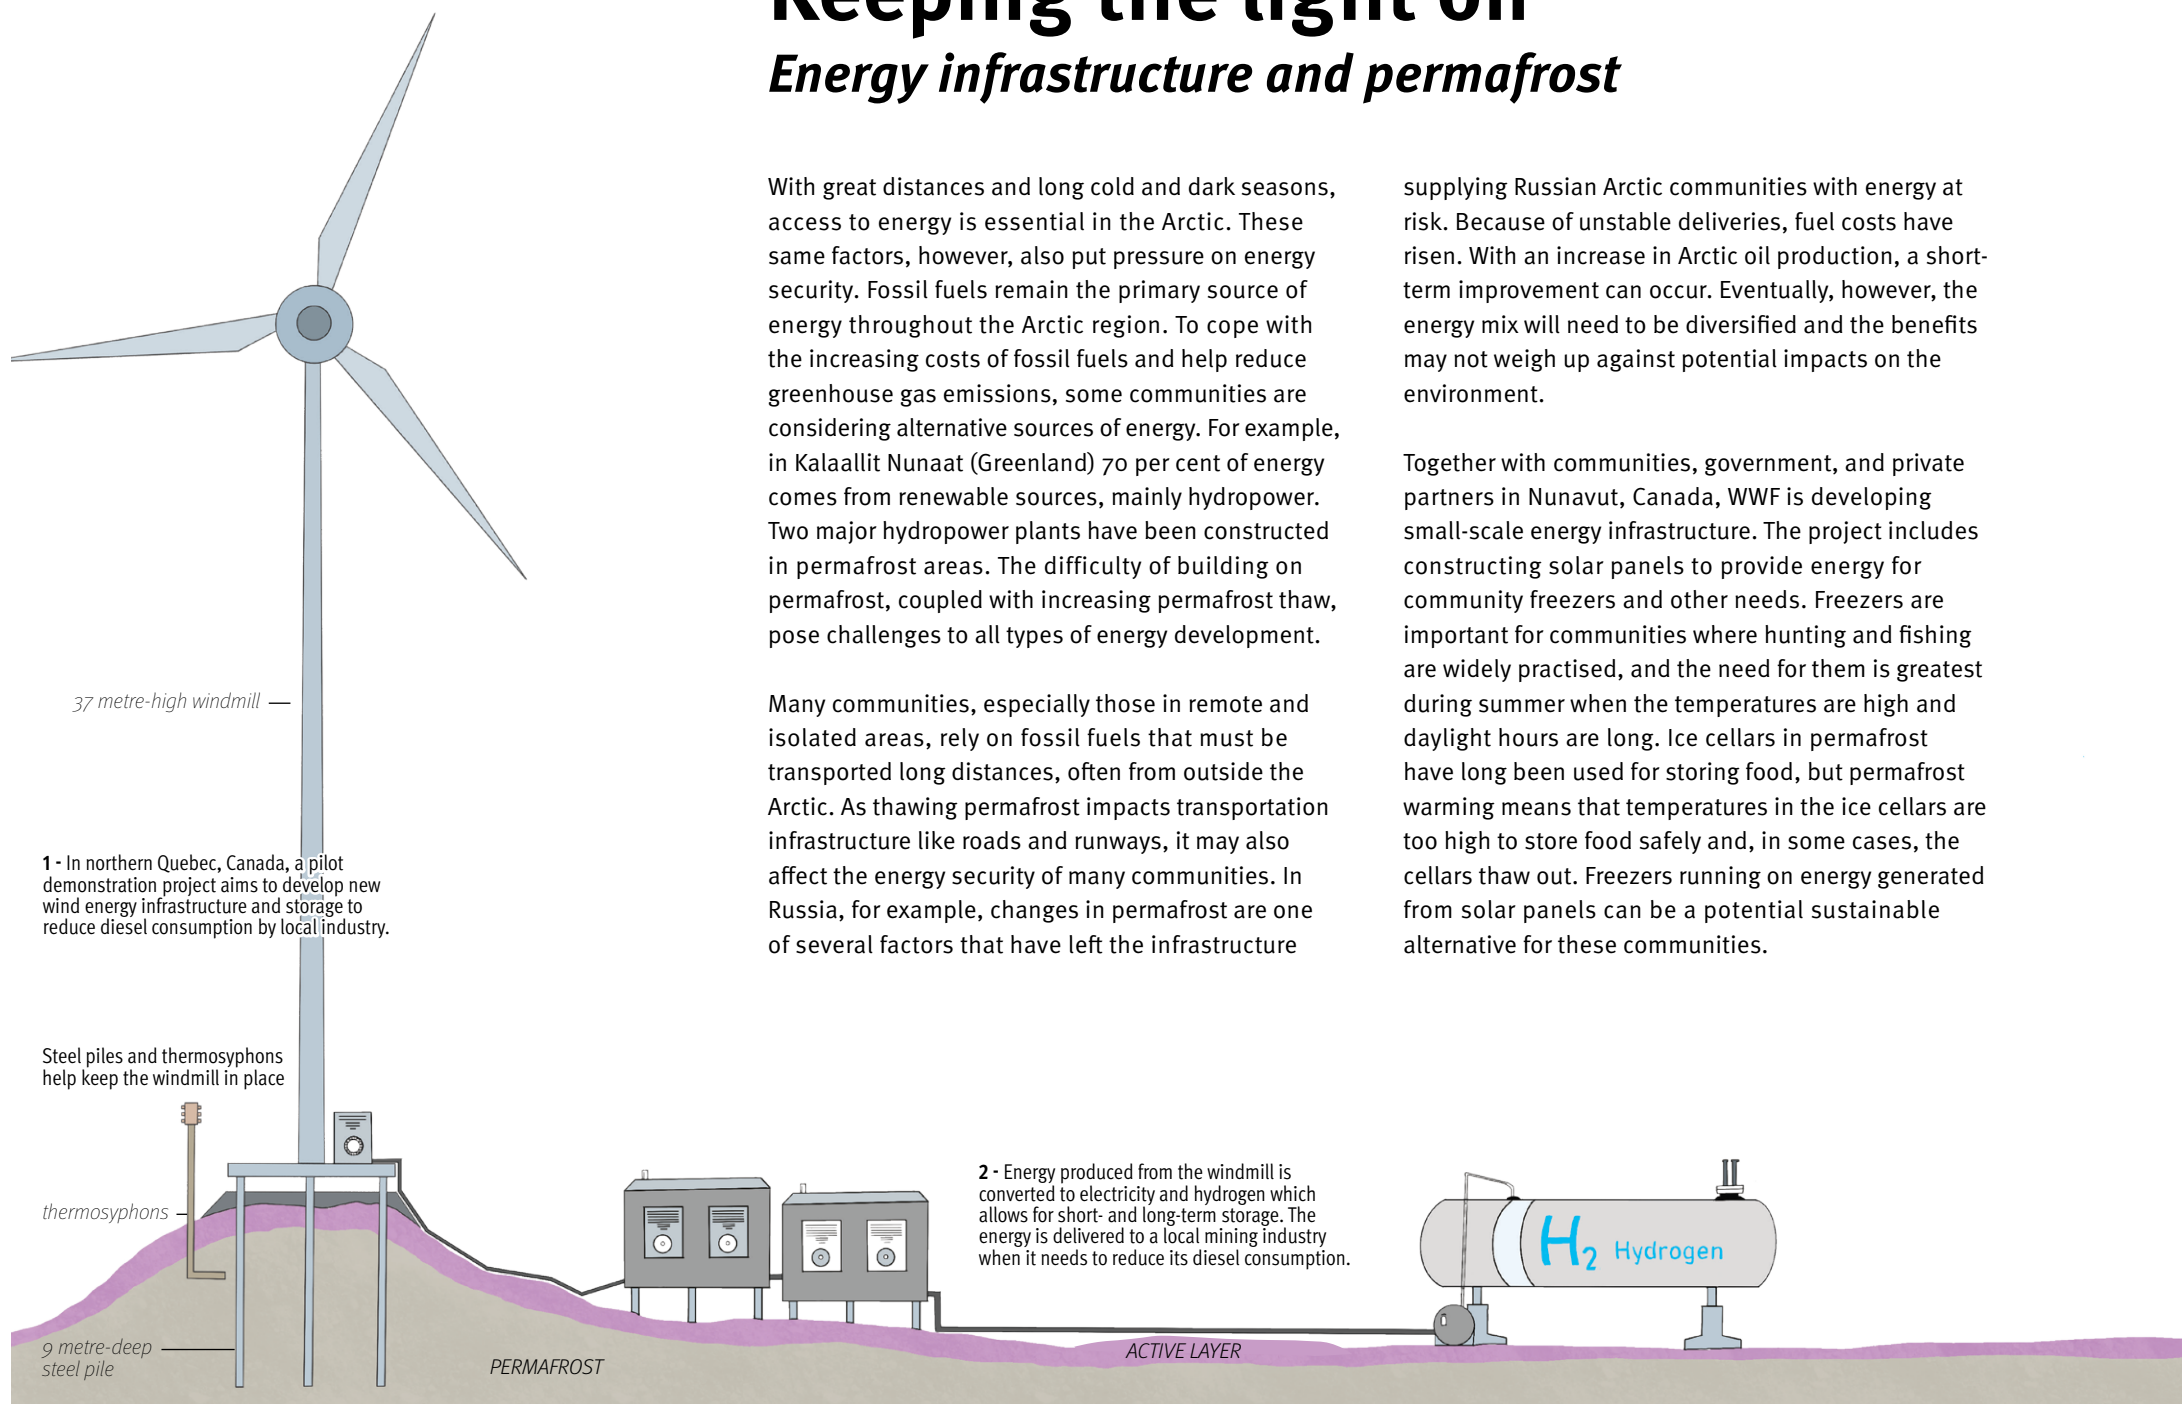 Keeping the light on
Energy infrastructure and permafrost
With great distances and long cold and dark seasons,
access to energy is essential in the Arctic. These
same factors, however, also put pressure on energy
security. Fossil fuels remain the primary source of
energy throughout the Arctic region. To cope with
the increasing costs of fossil fuels and help reduce
greenhouse gas emissions, some communities are
considering alternative sources of energy. For example,
in Kalaallit Nunaat (Greenland) 70 per cent of energy
comes from renewable sources, mainly hydropower.
Two major hydropower plants have been constructed
in permafrost areas. The difficulty of building on
permafrost, coupled with increasing permafrost thaw,
pose challenges to all types of energy development.
Many communities, especially those in remote and
isolated areas, rely on fossil fuels that must be
transported long distances, often from outside the
Arctic. As thawing permafrost impacts transportation
infrastructure like roads and runways, it may also
affect the energy security of many communities. In
Russia, for example, changes in permafrost are one
of several factors that have left the infrastructure
supplying Russian Arctic communities with energy at
risk. Because of unstable deliveries, fuel costs have
risen. With an increase in Arctic oil production, a short-
term improvement can occur. Eventually, however, the
energy mix will need to be diversified and the benefits
may not weigh up against potential impacts on the
environment.
Together with communities, government, and private
partners in Nunavut, Canada, WWF is developing
small-scale energy infrastructure. The project includes
constructing solar panels to provide energy for
community freezers and other needs. Freezers are
important for communities where hunting and fishing
are widely practised, and the need for them is greatest
during summer when the temperatures are high and
daylight hours are long. Ice cellars in permafrost
have long been used for storing food, but permafrost
warming means that temperatures in the ice cellars are
too high to store food safely and, in some cases, the
cellars thaw out. Freezers running on energy generated
from solar panels can be a potential sustainable
alternative for these communities.
37 metre-high windmill
1 - In northern Quebec, Canada, a pilot
demonstration project aims to develop new
wind energy infrastructure and storage to
reduce diesel consumption by local industry.
Steel piles and thermosyphons
help keep the windmill in place
thermosyphons
9 metre-deep
steel pile
PERMAFROST
2 - Energy produced from the windmill is
converted to electricity and hydrogen which
allows for short- and long-term storage. The
energy is delivered to a local mining industry
when it needs to reduce its diesel consumption.
H2 Hydrogen
ACTIVE LAYER